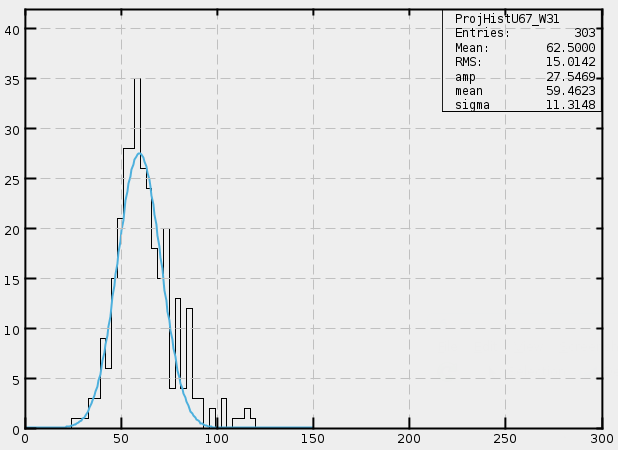 ProjHistU67_W31
Entries: 303
Mean: 62.5000
RMS: 15.0142
amp 27.5469
mean 59.4623
sigma 11.3148
40
35
30
25
20
15
10
5
0
0 50 100 150 200 250 300